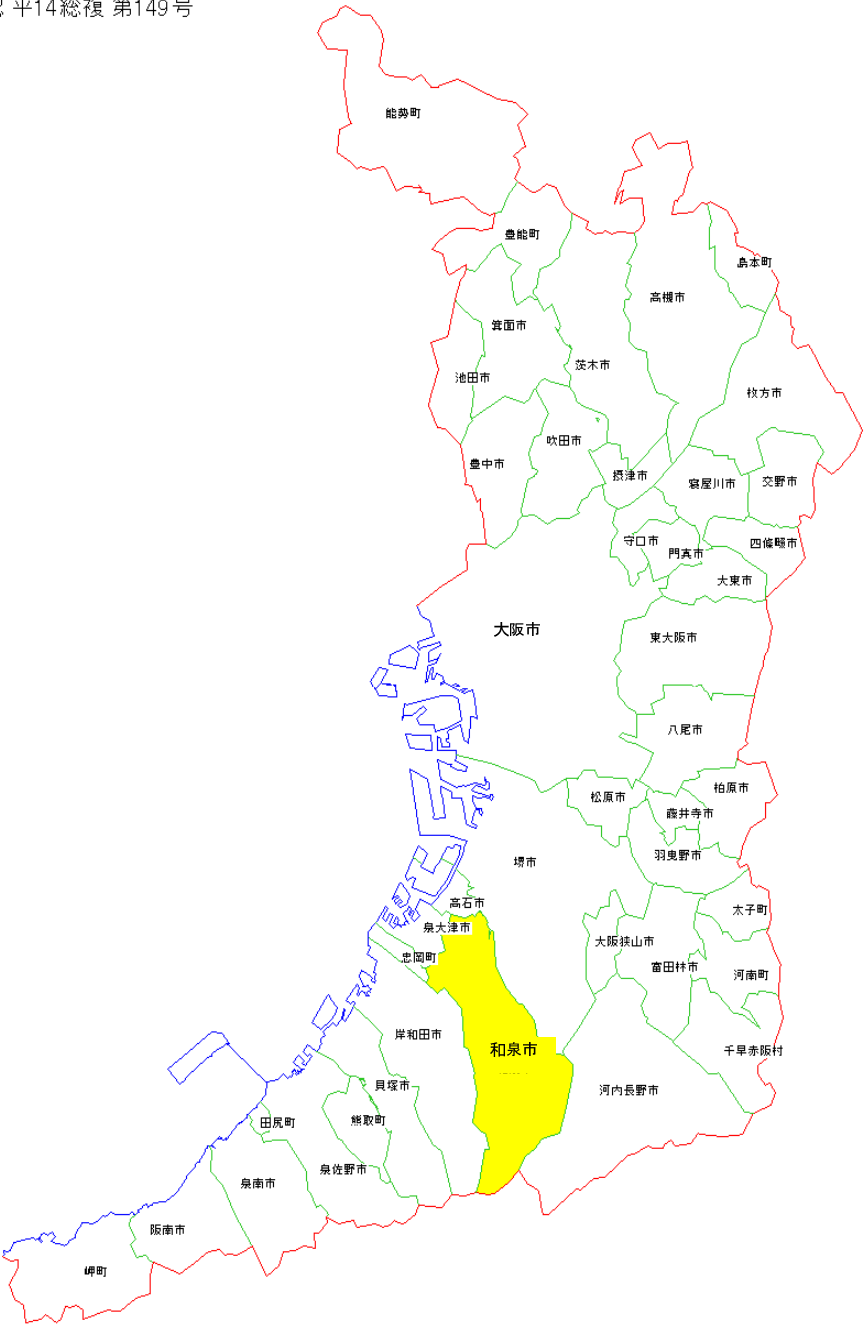 平14総複 第149号
能勢町
豊能町
島本町
高槻市
箕面市
茨木市
池田市
枚方市
吹田市
豊中市
摂津市
寝屋川市
交野市
守口市
門真市
四條畷市
大東市
大阪市
東大阪市
八尾市
柏原市
松原市
藤井寺市
羽曳野市
堺市
高石市
太子町
泉大津市
大阪狭山市
忠岡町
富田林市
河南町
岸和田市
和泉市
千早赤阪村
貝塚市
河内長野市
熊取町
田尻町
泉佐野市
泉南市
阪南市
岬町